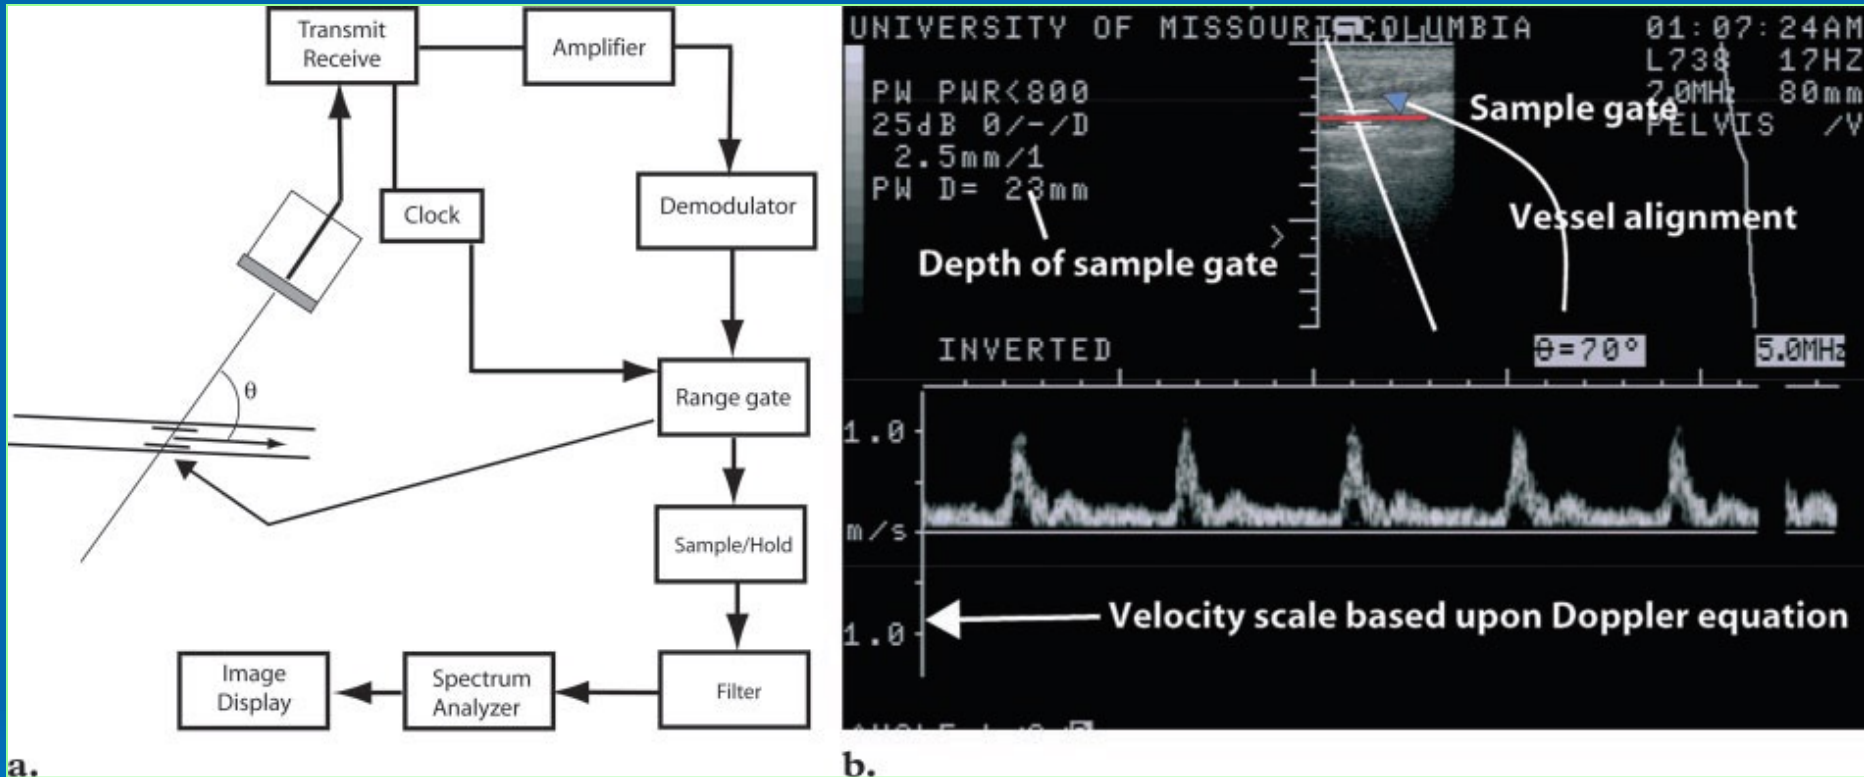 Transmit
Receive
Amplifier
Clock
Demodulator
θ
Range gate
Sample/Hold
Filter
Spectrum
Analyzer
Image
Display
a.
UNIVERSITY OF MISSOURI-COLUMBIA 01:07:24AM
L738 17HZ
PW PWR<800 7.0MHz 80mm
25dB 0/-/D PELVIS /V
2.5mm/1
PW D= 23mm
Sample gate
Vessel alignment
Depth of sample gate
INVERTED θ=70° 5.0MHz
1.0
m/s
Velocity scale based upon Doppler equation
1.0
b.